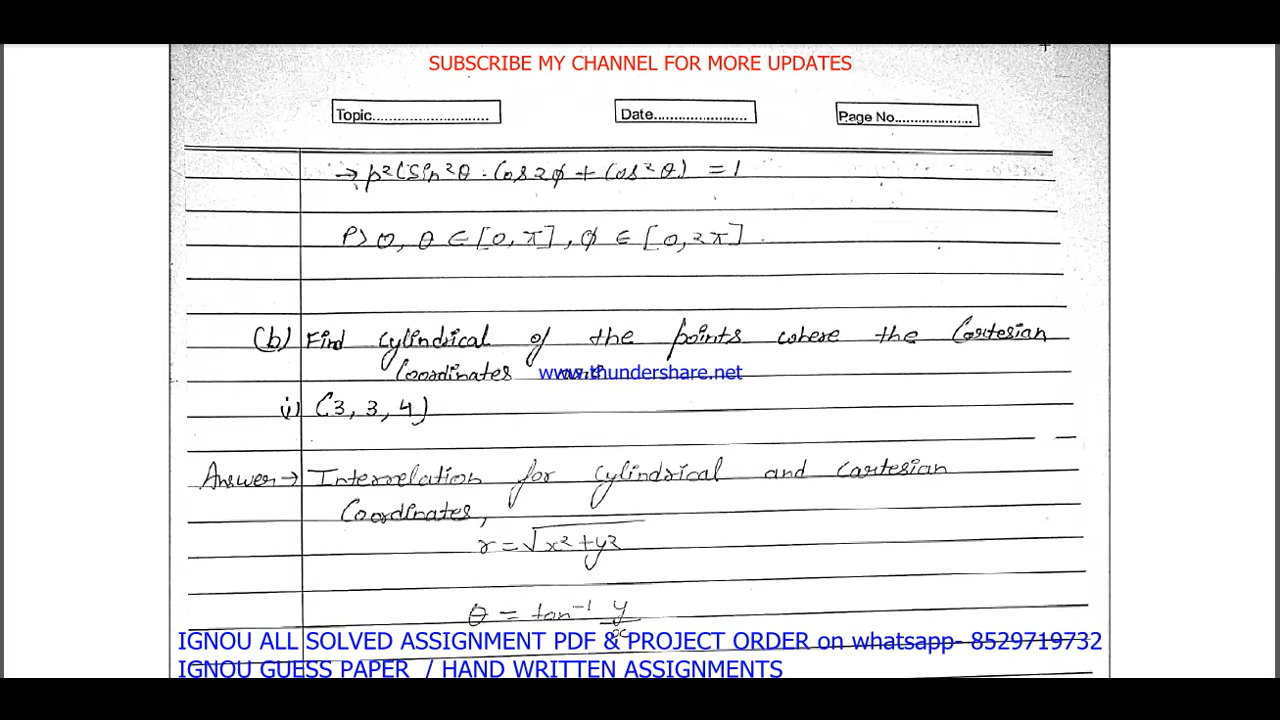 SUBSCRIBE MY CHANNEL FOR MORE UPDATES
Topic............................ Date....................... Page No...................
→ ρ²(Sin²θ · Cos2φ + Cos²θ) = 1
ρ> 0, θ ∈ [0, π], φ ∈ [0, 2π].
(b) Find cylindrical of the points where the Cartesian
Coordinates www.thundershare.net
i) (3, 3, 4)
Answer → Interrelation for cylindrical and cartesian
Coordinates,
r = √x² + y²
θ = tan⁻¹ y/x
IGNOU ALL SOLVED ASSIGNMENT PDF & PROJECT ORDER on whatsapp- 8529719732
IGNOU GUESS PAPER / HAND WRITTEN ASSIGNMENTS